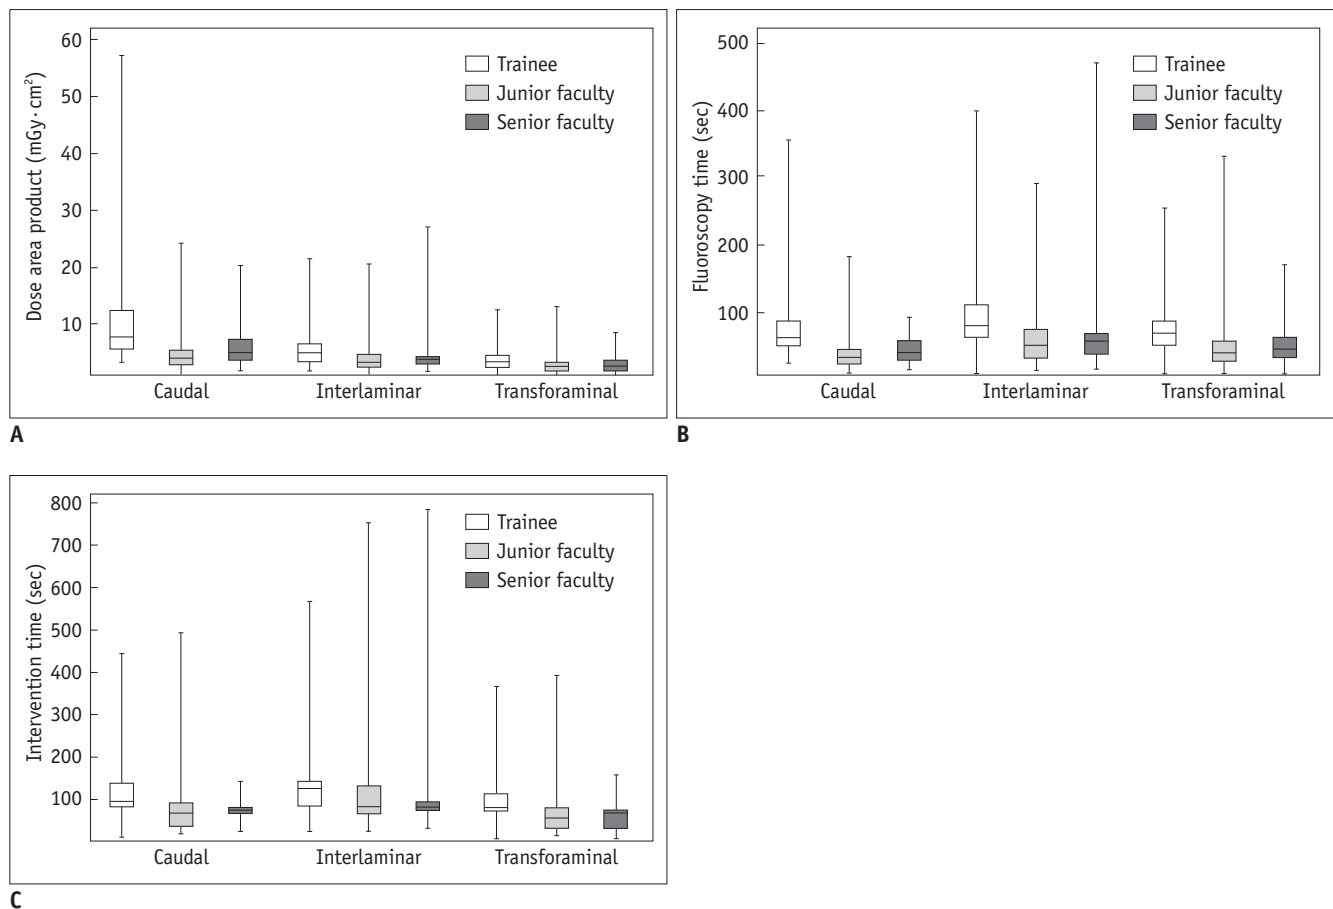 60
50
40
30
20
10
Dose area product (mGy · cm²)
Trainee
Junior faculty
Senior faculty
Caudal Interlaminar Transforaminal
A
500
400
300
200
100
Fluoroscopy time (sec)
Trainee
Junior faculty
Senior faculty
Caudal Interlaminar Transforaminal
B
800
700
600
500
400
300
200
100
Intervention time (sec)
Trainee
Junior faculty
Senior faculty
Caudal Interlaminar Transforaminal
C